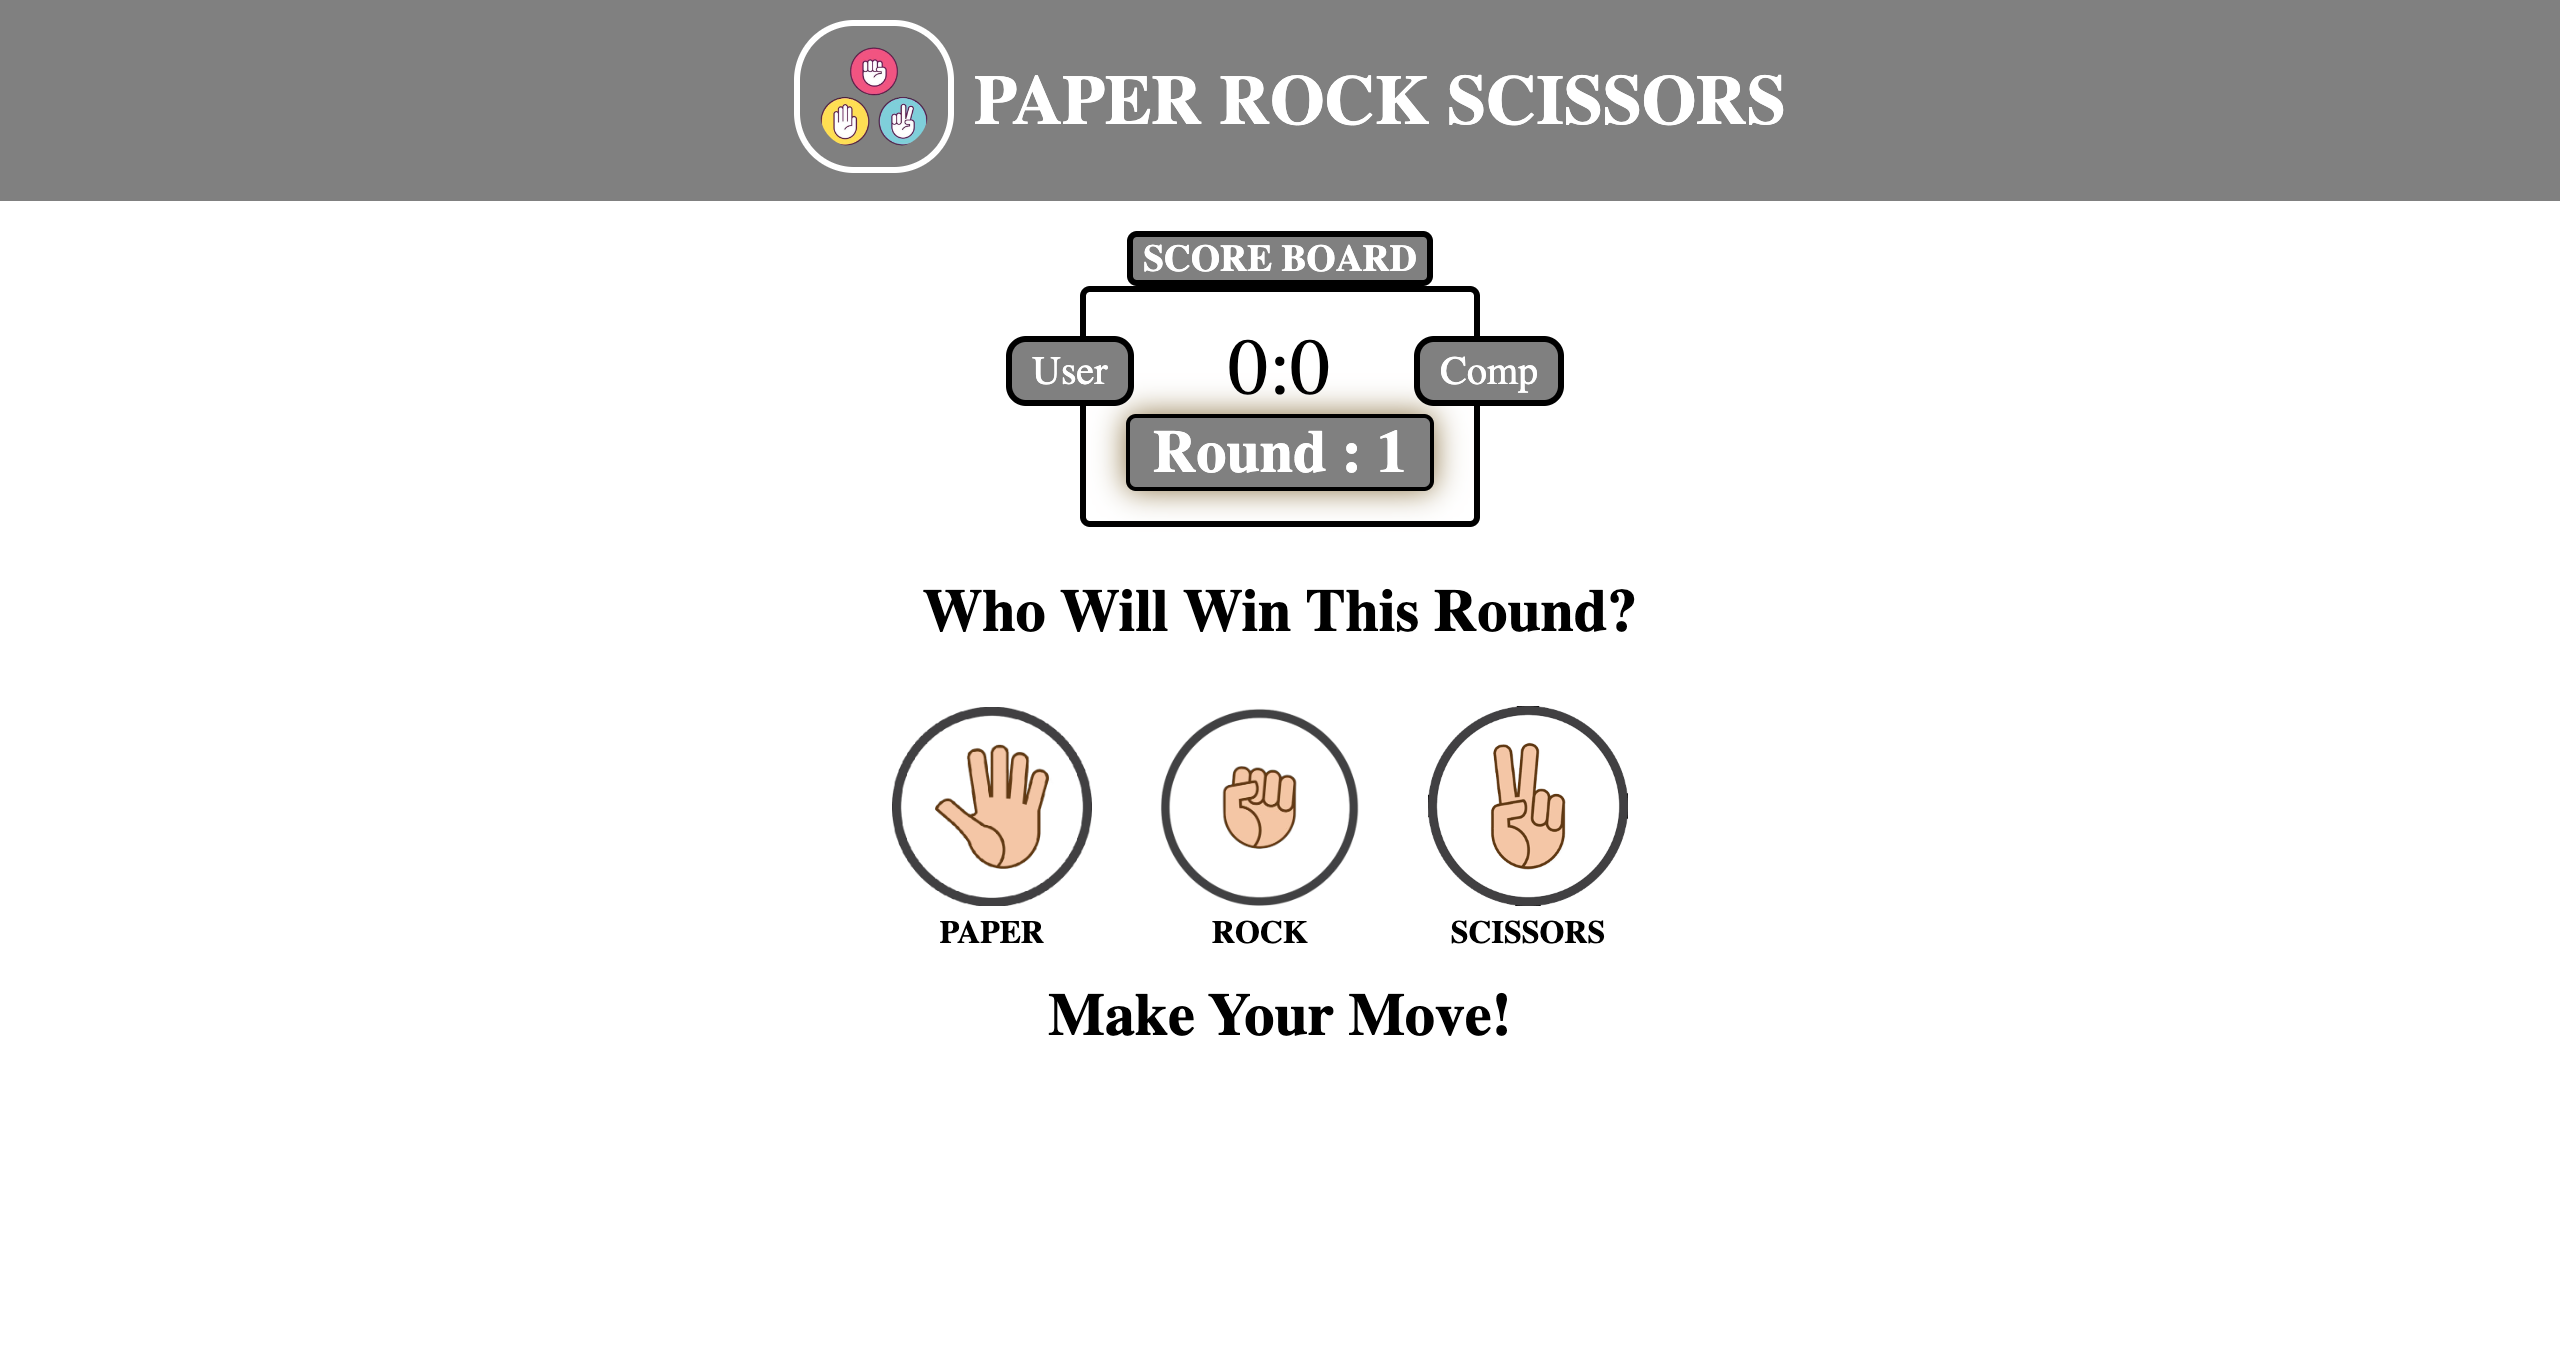 PAPER ROCK SCISSORS
SCORE BOARD
User 0:0 Comp
Round : 1
Who Will Win This Round?
PAPER ROCK SCISSORS
Make Your Move!